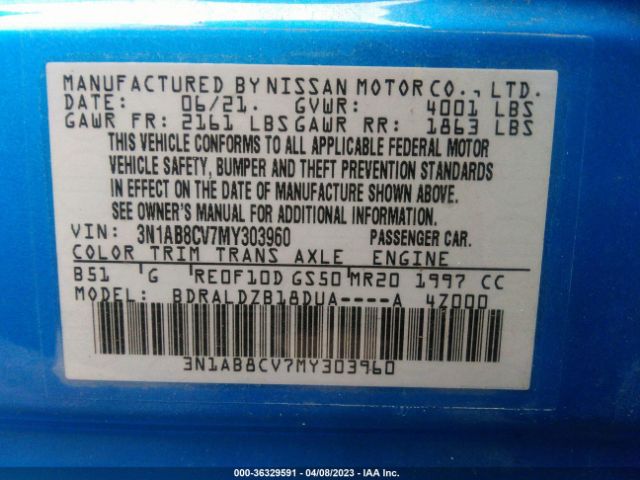 MANUFACTURED BY NISSAN MOTOR CO., LTD.
DATE: 06/21. GVWR: 4001 LBS
GAWR FR: 2161 LBS GAWR RR: 1863 LBS
THIS VEHICLE CONFORMS TO ALL APPLICABLE FEDERAL MOTOR
VEHICLE SAFETY, BUMPER AND THEFT PREVENTION STANDARDS
IN EFFECT ON THE DATE OF MANUFACTURE SHOWN ABOVE.
SEE OWNER'S MANUAL FOR ADDITIONAL INFORMATION.
VIN: 3N1AB8CV7MY303960 PASSENGER CAR.
COLOR TRIM TRANS AXLE ENGINE
B51 G RE0F10D GS50 MR20 1997 CC
MODEL BDRALDZB18DUA----A 4Z000
3N1AB8CV7MY303960
000-36329591 - 04/08/2023 - IAA Inc.